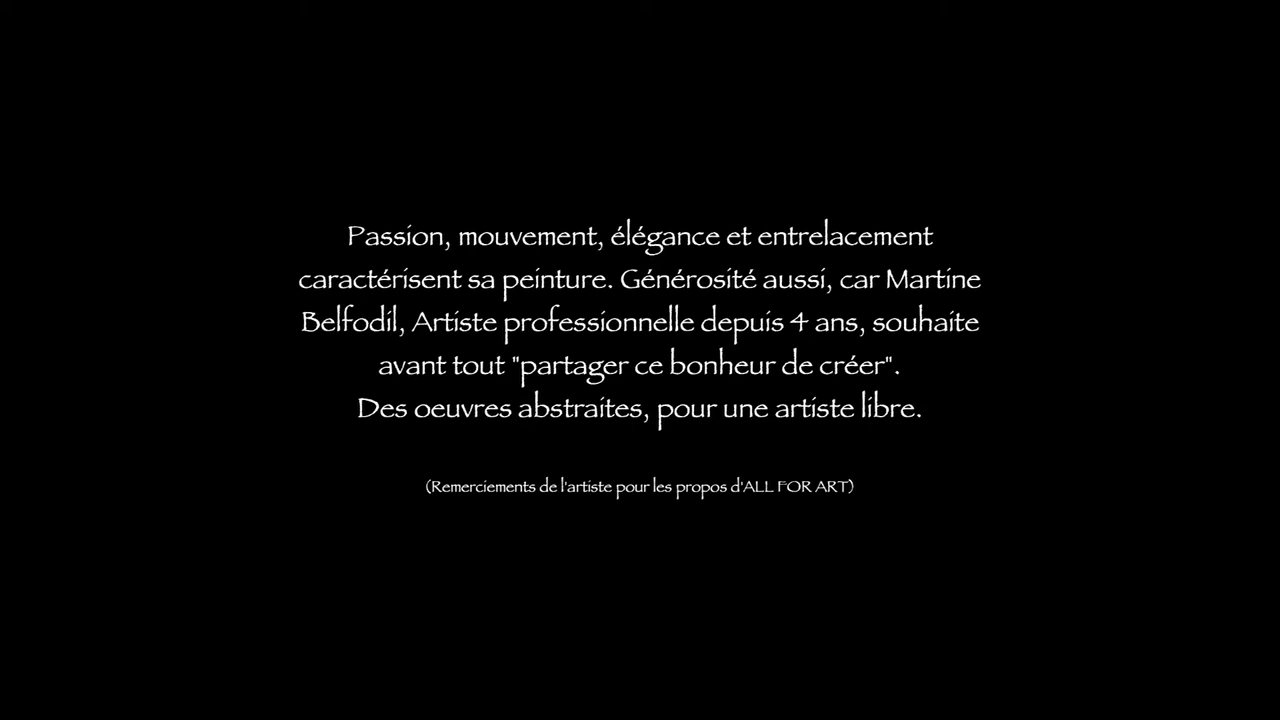 Passion, mouvement, élégance et entrelacement
caractérisent sa peinture. Générosité aussi, car Martine
Belfodil, Artiste professionnelle depuis 4 ans, souhaite
avant tout "partager ce bonheur de créer".
Des oeuvres abstraites, pour une artiste libre.
(Remerciements de l'artiste pour les propos d'ALL FOR ART)